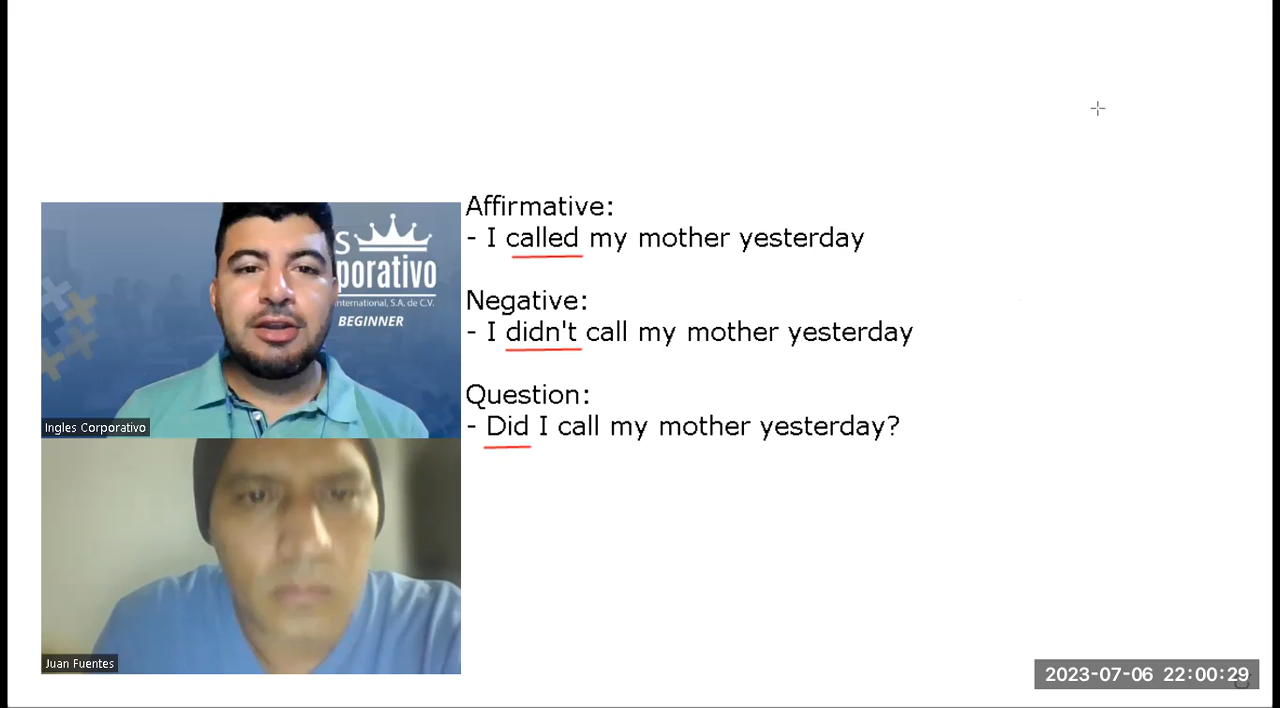 Affirmative:
- I called my mother yesterday
Negative:
- I didn't call my mother yesterday
Question:
- Did I call my mother yesterday?
S
porativo
nternational, S.A. de C.V.
BEGINNER
Ingles Corporativo
Juan Fuentes
2023-07-06 22:00:29